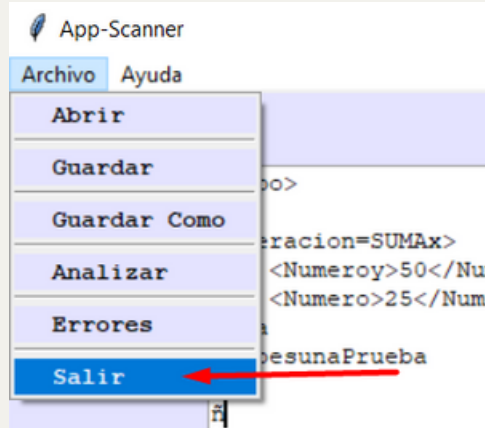 App-Scanner
Archivo Ayuda
Abrir
Guardar
po>
Guardar Como
eracion=SUMAx>
Analizar
<Numeroy>50</Nu
<Numero>25</Num
Errores
a
pesunaPrueba
Salir
ñ